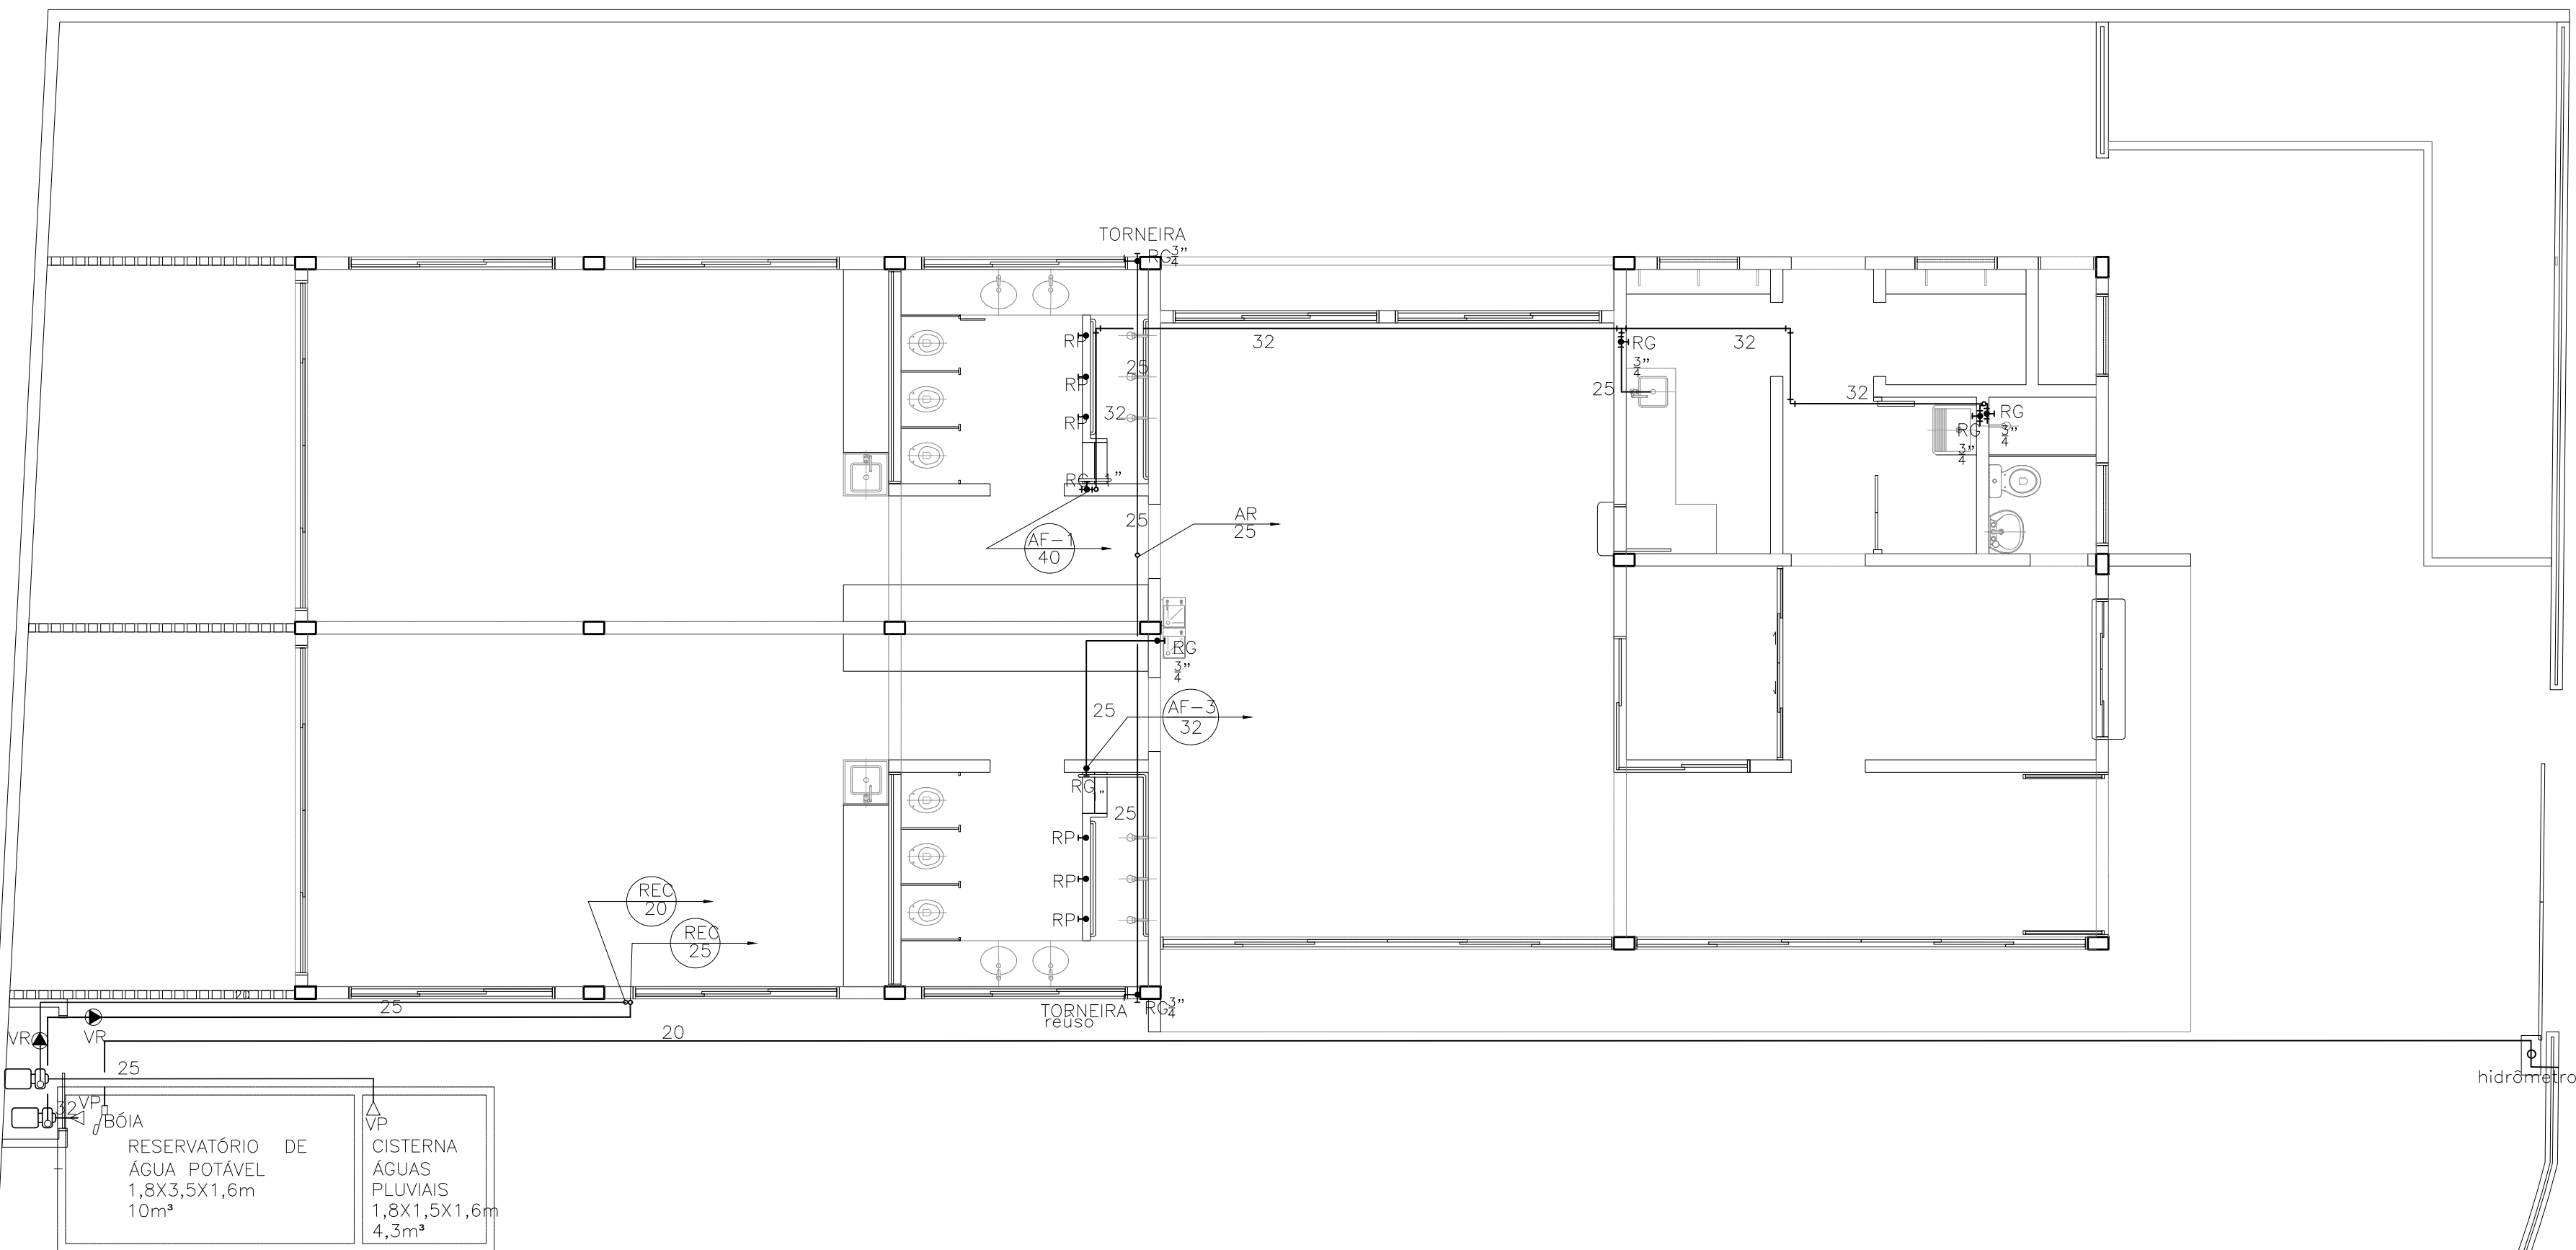 TORNEIRA
RG 3/4"
RP
RP
RP
25
32
32
32
RG
3/4"
25
32
RG
3/4"
RG
3/4"
RG 1"
25
AF-1
40
AR
25
RG
3/4"
25
AF-3
32
RG
1"
25
RP
RP
RP
REC
20
REC
25
20
25
TORNEIRA
reúso
RG 3/4"
VR
VR
20
25
hidrômetro
32
VP
BÓIA
VP
RESERVATÓRIO DE
ÁGUA POTÁVEL
1,8X3,5X1,6m
10m³
CISTERNA
ÁGUAS
PLUVIAIS
1,8X1,5X1,6m
4,3m³